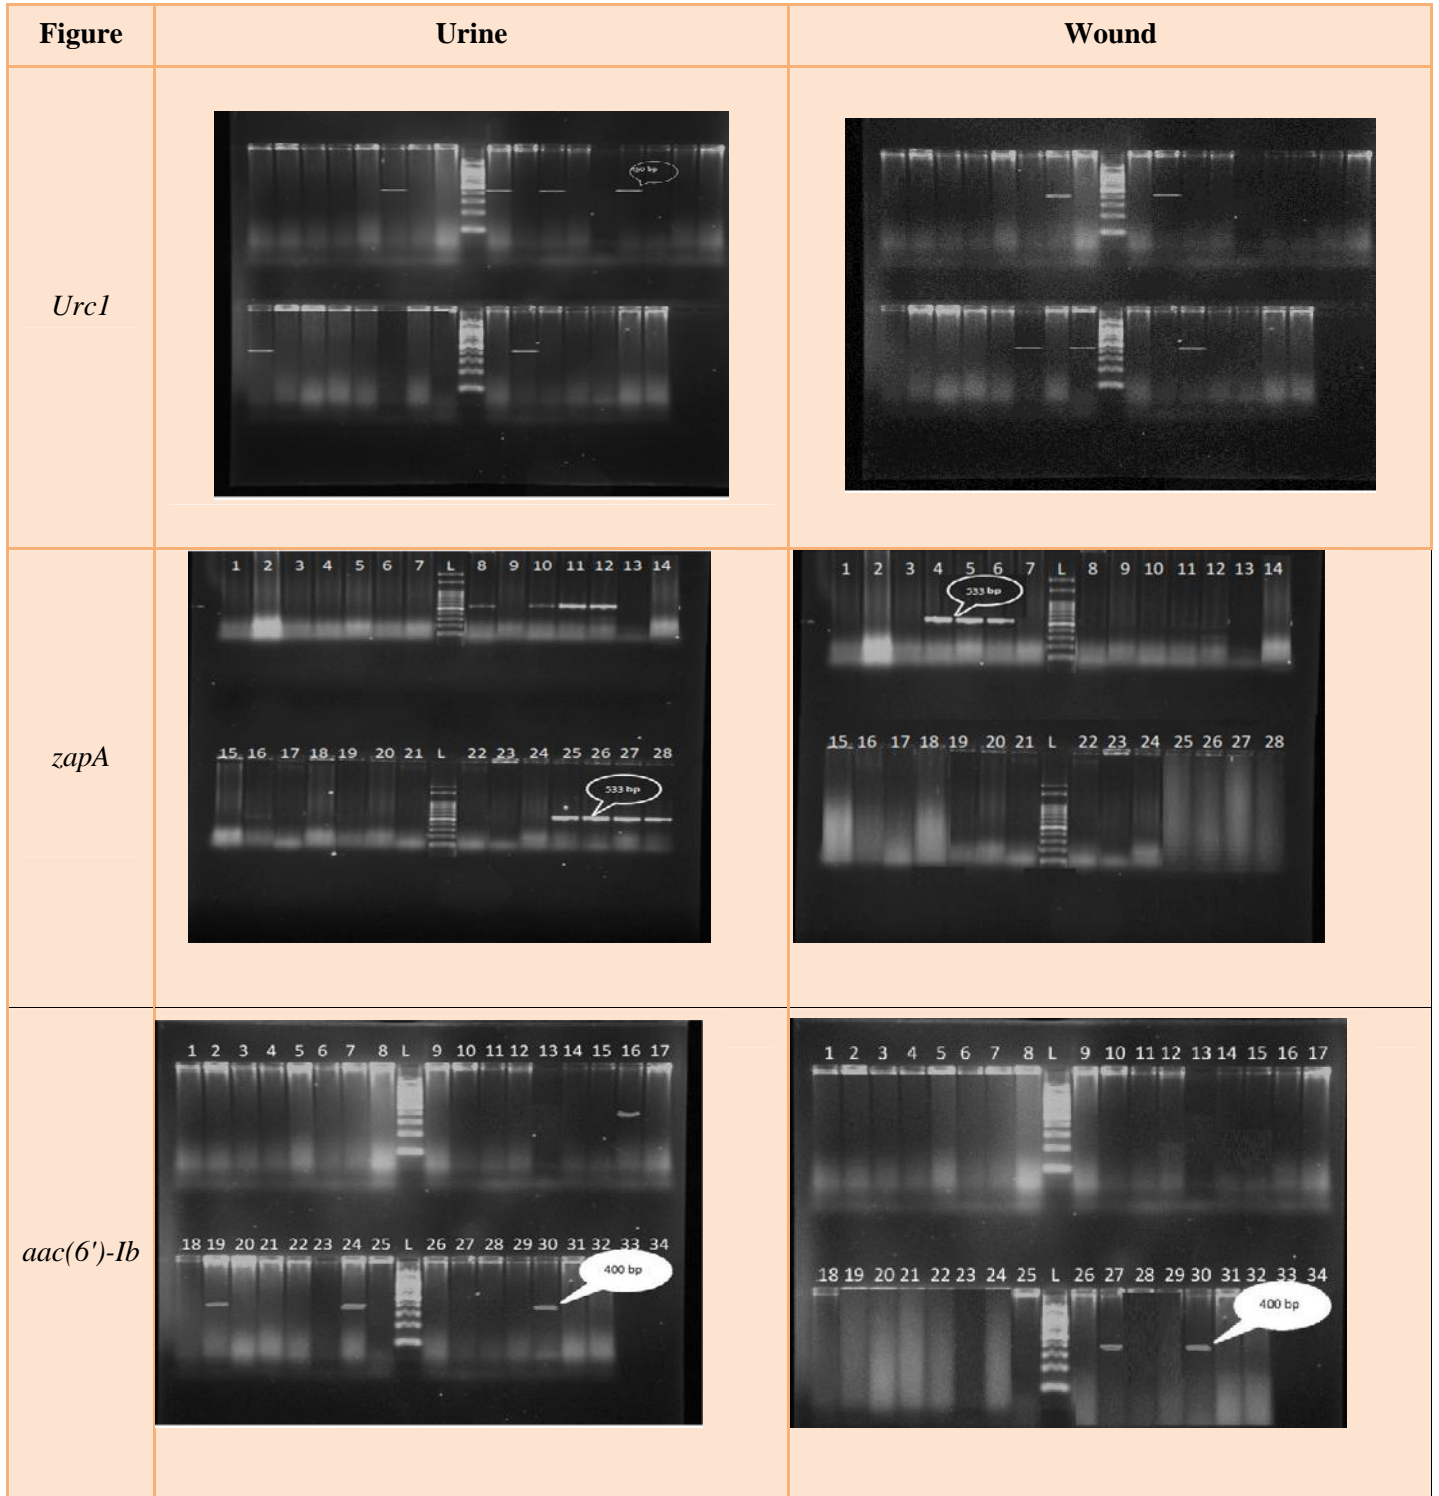 Figure Urine Wound
Urc1
bp
zapA
1 2 3 4 5 6 7 L 8 9 10 11 12 13 14
15 16 17 18 19 20 21 L 22 23 24 25 26 27 28
533 bp
1 2 3 4 5 6 7 L 8 9 10 11 12 13 14
533 bp
15 16 17 18 19 20 21 L 22 23 24 25 26 27 28
aac(6')-Ib
1 2 3 4 5 6 7 8 L 9 10 11 12 13 14 15 16 17
18 19 20 21 22 23 24 25 L 26 27 28 29 30 31 32 33 34
400 bp
1 2 3 4 5 6 7 8 L 9 10 11 12 13 14 15 16 17
18 19 20 21 22 23 24 25 L 26 27 28 29 30 31 32 33 34
400 bp